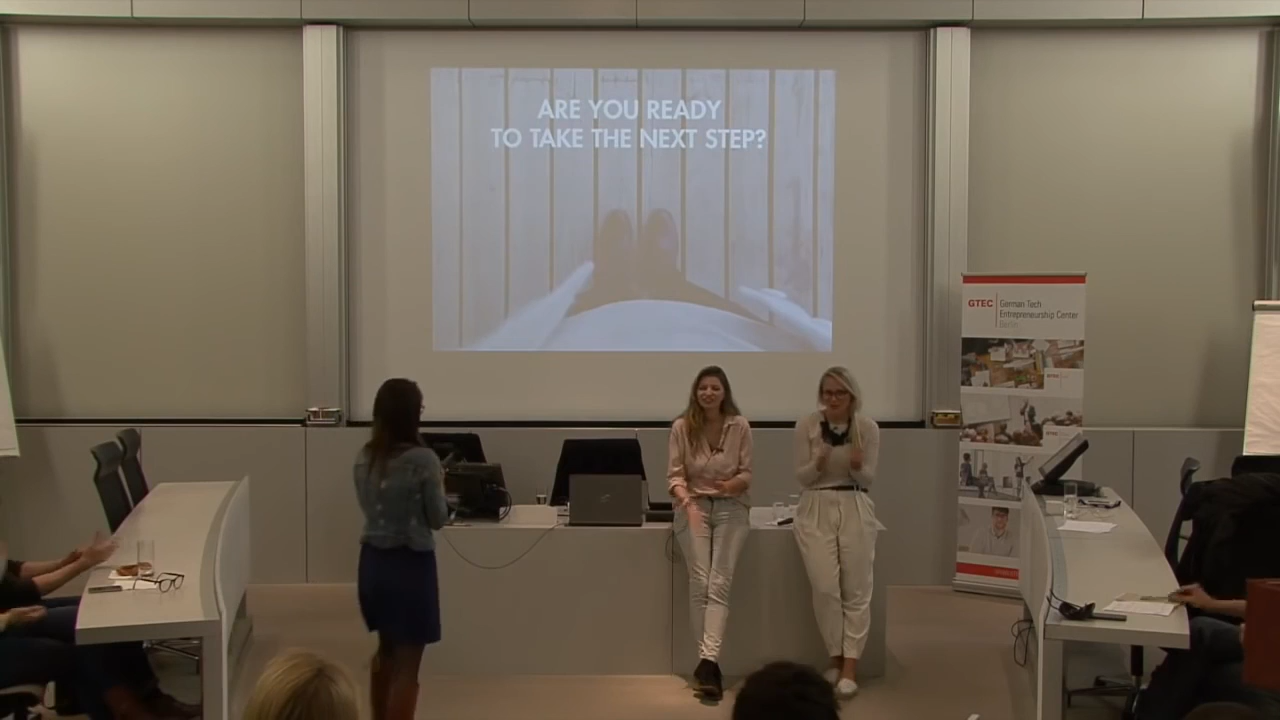 ARE YOU READY
TO TAKE THE NEXT STEP?
GTEC
German Tech
Entrepreneurship Center
Berlin